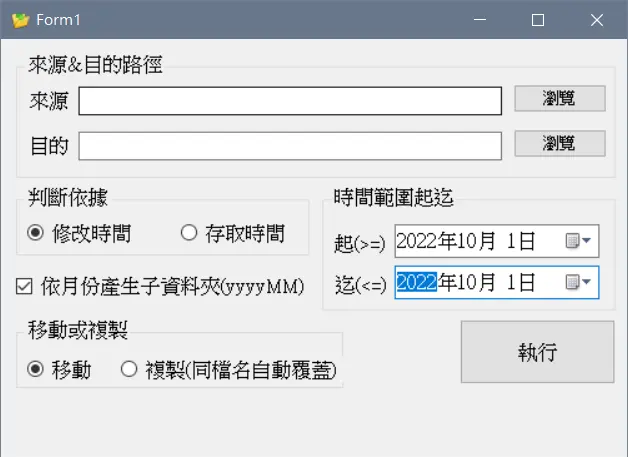 Form1
來源&目的路徑
來源 瀏覽
目的 瀏覽
判斷依據
修改時間 存取時間
時間範圍起迄
起(>=) 2022年10月 1日
迄(<=) 2022年10月 1日
依月份產生子資料夾(yyyyMM)
移動或複製
移動 複製(同檔名自動覆蓋)
執行